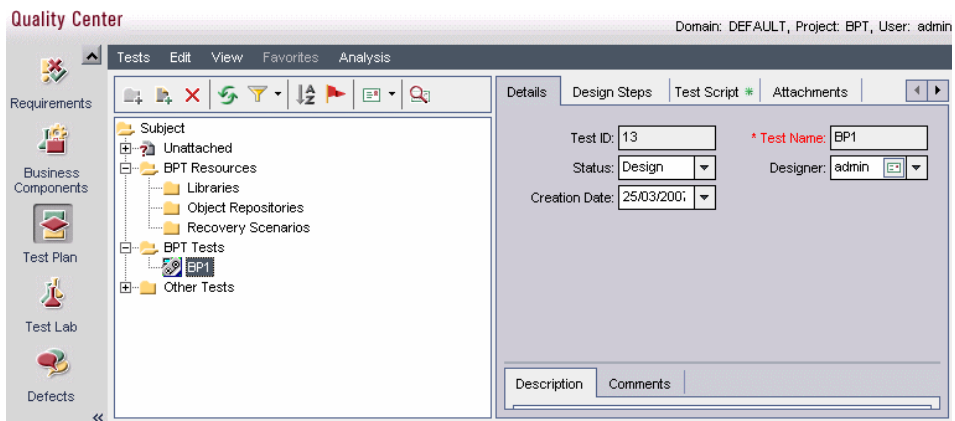 Quality Center
Domain: DEFAULT, Project: BPT, User: admin
Tests Edit View Favorites Analysis
Requirements
Business
Components
Test Plan
Test Lab
Defects
Subject
Unattached
BPT Resources
Libraries
Object Repositories
Recovery Scenarios
BPT Tests
BP1
Other Tests
Details Design Steps Test Script * Attachments
Test ID: 13 * Test Name: BP1
Status: Design Designer: admin
Creation Date: 25/03/200
Description Comments